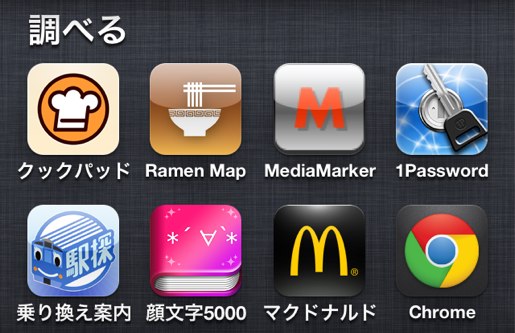 調べる
クックパッド
Ramen Map
M
MediaMarker
1Password
駅探
乗り換え案内
*´∀`*
顔文字5000
M®
マクドナルド
Chrome